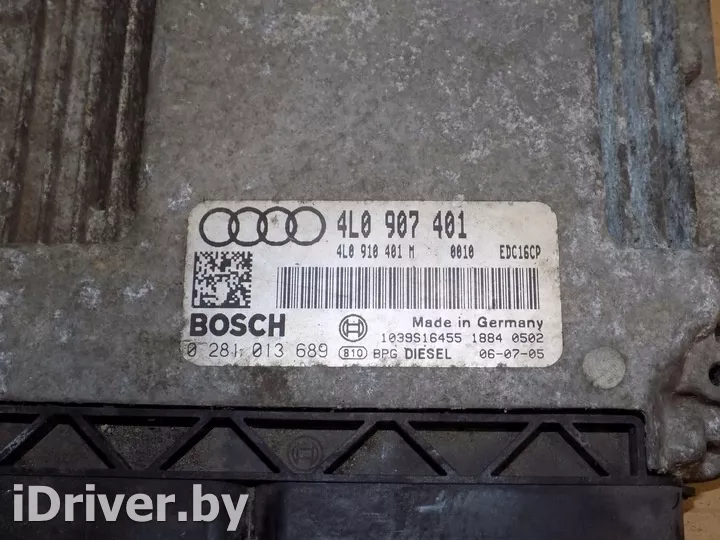 4L0 907 401
4L0 910 401 M 0010 EDC16CP
BOSCH
Made in Germany
1039S16455 1884 0502
0 281 013 689 810 BPG DIESEL 06-07-05
iDriver.by